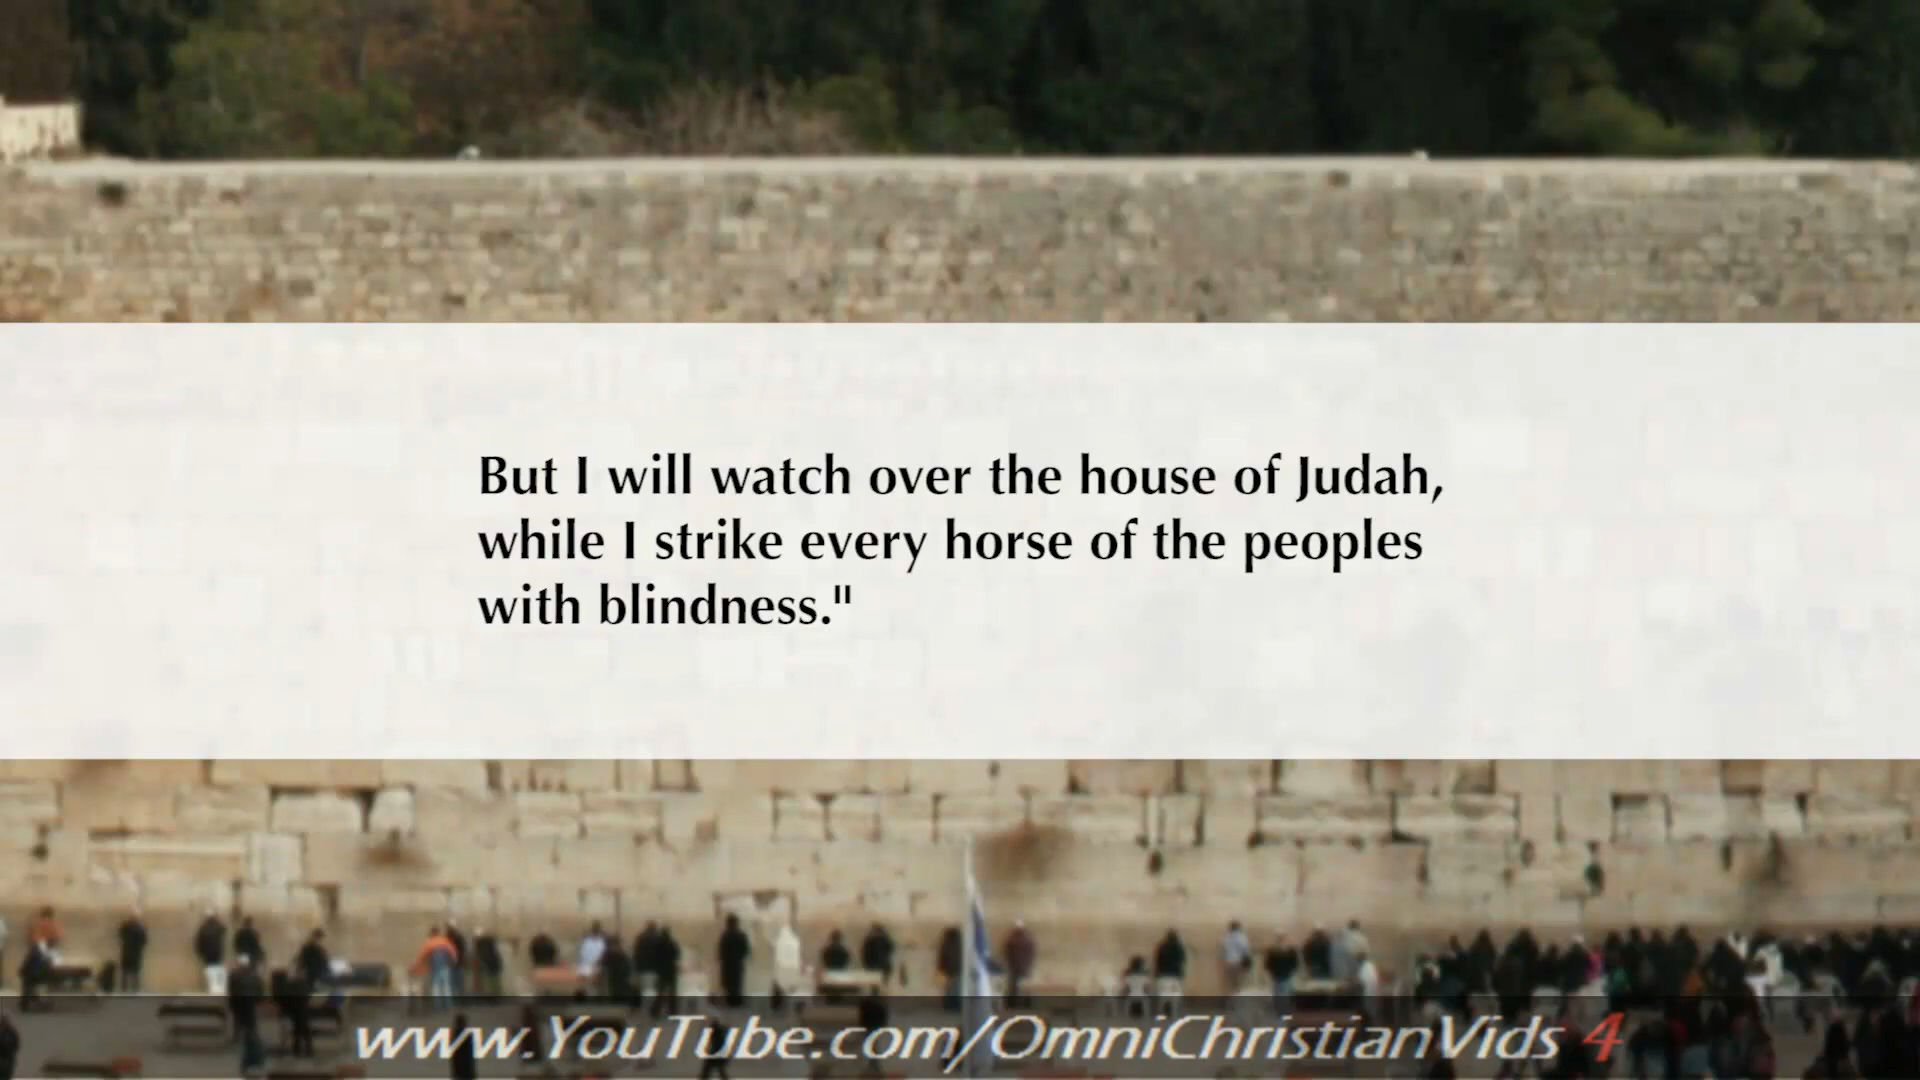 But I will watch over the house of Judah,
while I strike every horse of the peoples
with blindness."
www.YouTube.com/OmniChristianVids 4